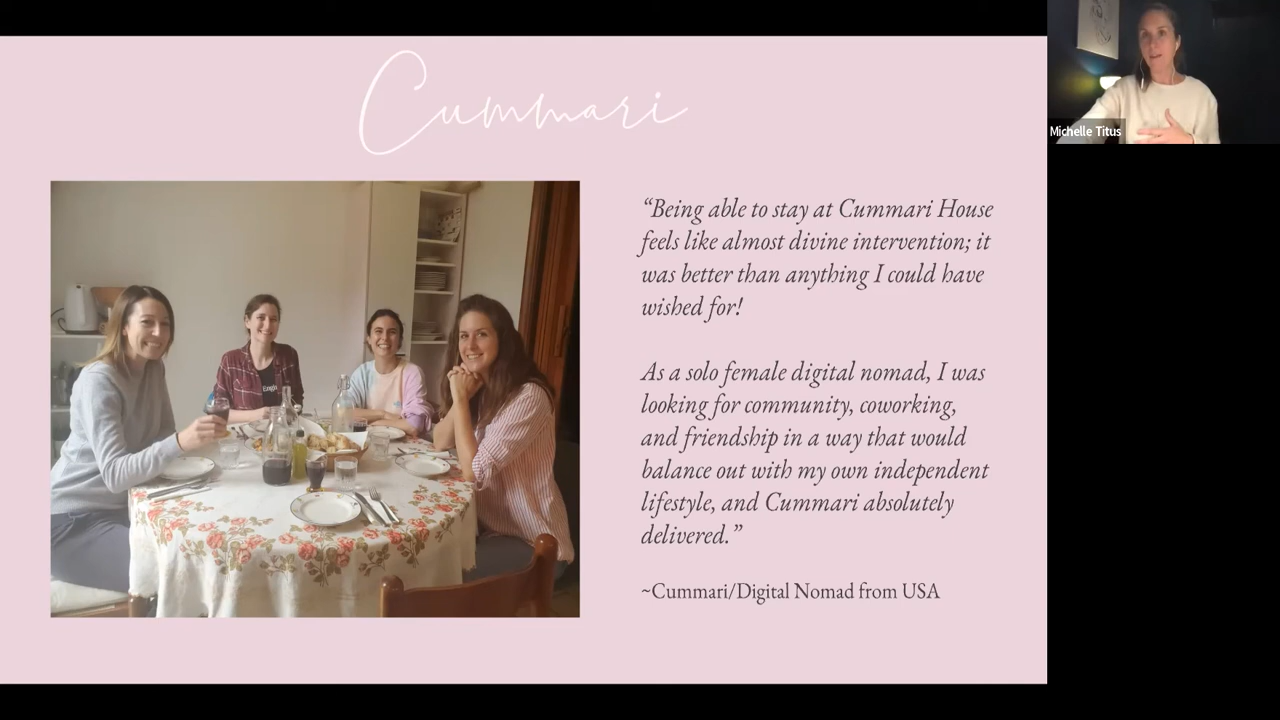 Cummari
Michelle Titus
“Being able to stay at Cummari House
feels like almost divine intervention; it
was better than anything I could have
wished for!
As a solo female digital nomad, I was
looking for community, coworking,
and friendship in a way that would
balance out with my own independent
lifestyle, and Cummari absolutely
delivered.”
~Cummari/Digital Nomad from USA